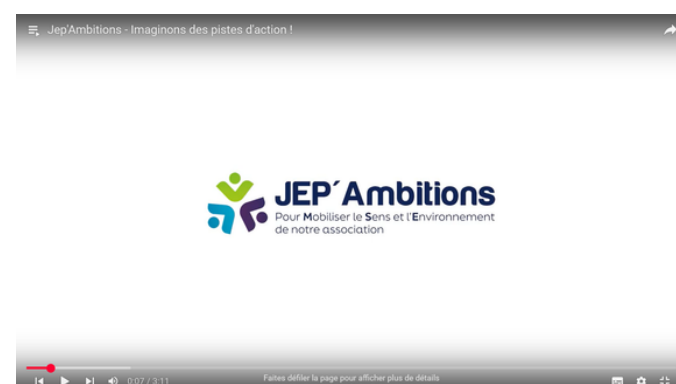 Jep'Ambitions - Imaginons des pistes d'action !
JEP´Ambitions
Pour Mobiliser le Sens et l'Environnement
de notre association
0:07 / 3:11
Faites défiler la page pour afficher plus de détails